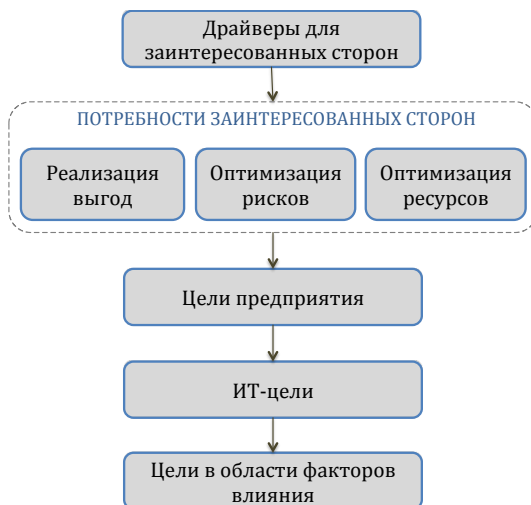 Драйверы для
заинтересованных сторон
ПОТРЕБНОСТИ ЗАИНТЕРЕСОВАННЫХ СТОРОН
Реализация
выгод
Оптимизация
рисков
Оптимизация
ресурсов
Цели предприятия
ИТ-цели
Цели в области факторов
влияния